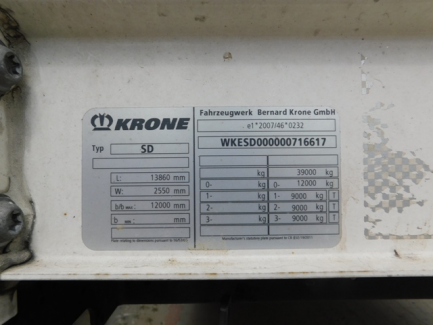 KRONE
Typ SD
L: 13860 mm
W: 2550 mm
b/b max.: 12000 mm
b min.: mm
Fahrzeugwerk Bernard Krone GmbH
e1*2007/46*0232
WKESD000000716617
kg 39000 kg
0- kg 0- 12000 kg
1- kg 1- 9000 kg T
2- kg 2- 9000 kg T
3- kg 3- 9000 kg T